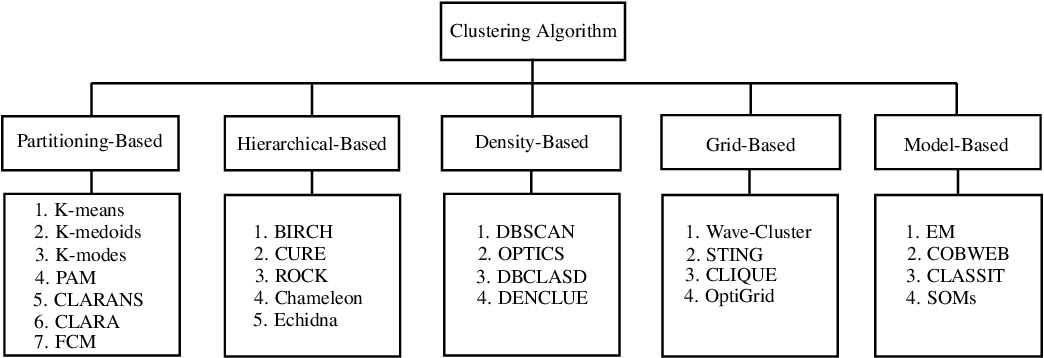 Clustering Algorithm
Partitioning-Based
Hierarchical-Based
Density-Based
Grid-Based
Model-Based
1. K-means
2. K-medoids
3. K-modes
4. PAM
5. CLARANS
6. CLARA
7. FCM
1. BIRCH
2. CURE
3. ROCK
4. Chameleon
5. Echidna
1. DBSCAN
2. OPTICS
3. DBCLASD
4. DENCLUE
1. Wave-Cluster
2. STING
3. CLIQUE
4. OptiGrid
1. EM
2. COBWEB
3. CLASSIT
4. SOMs